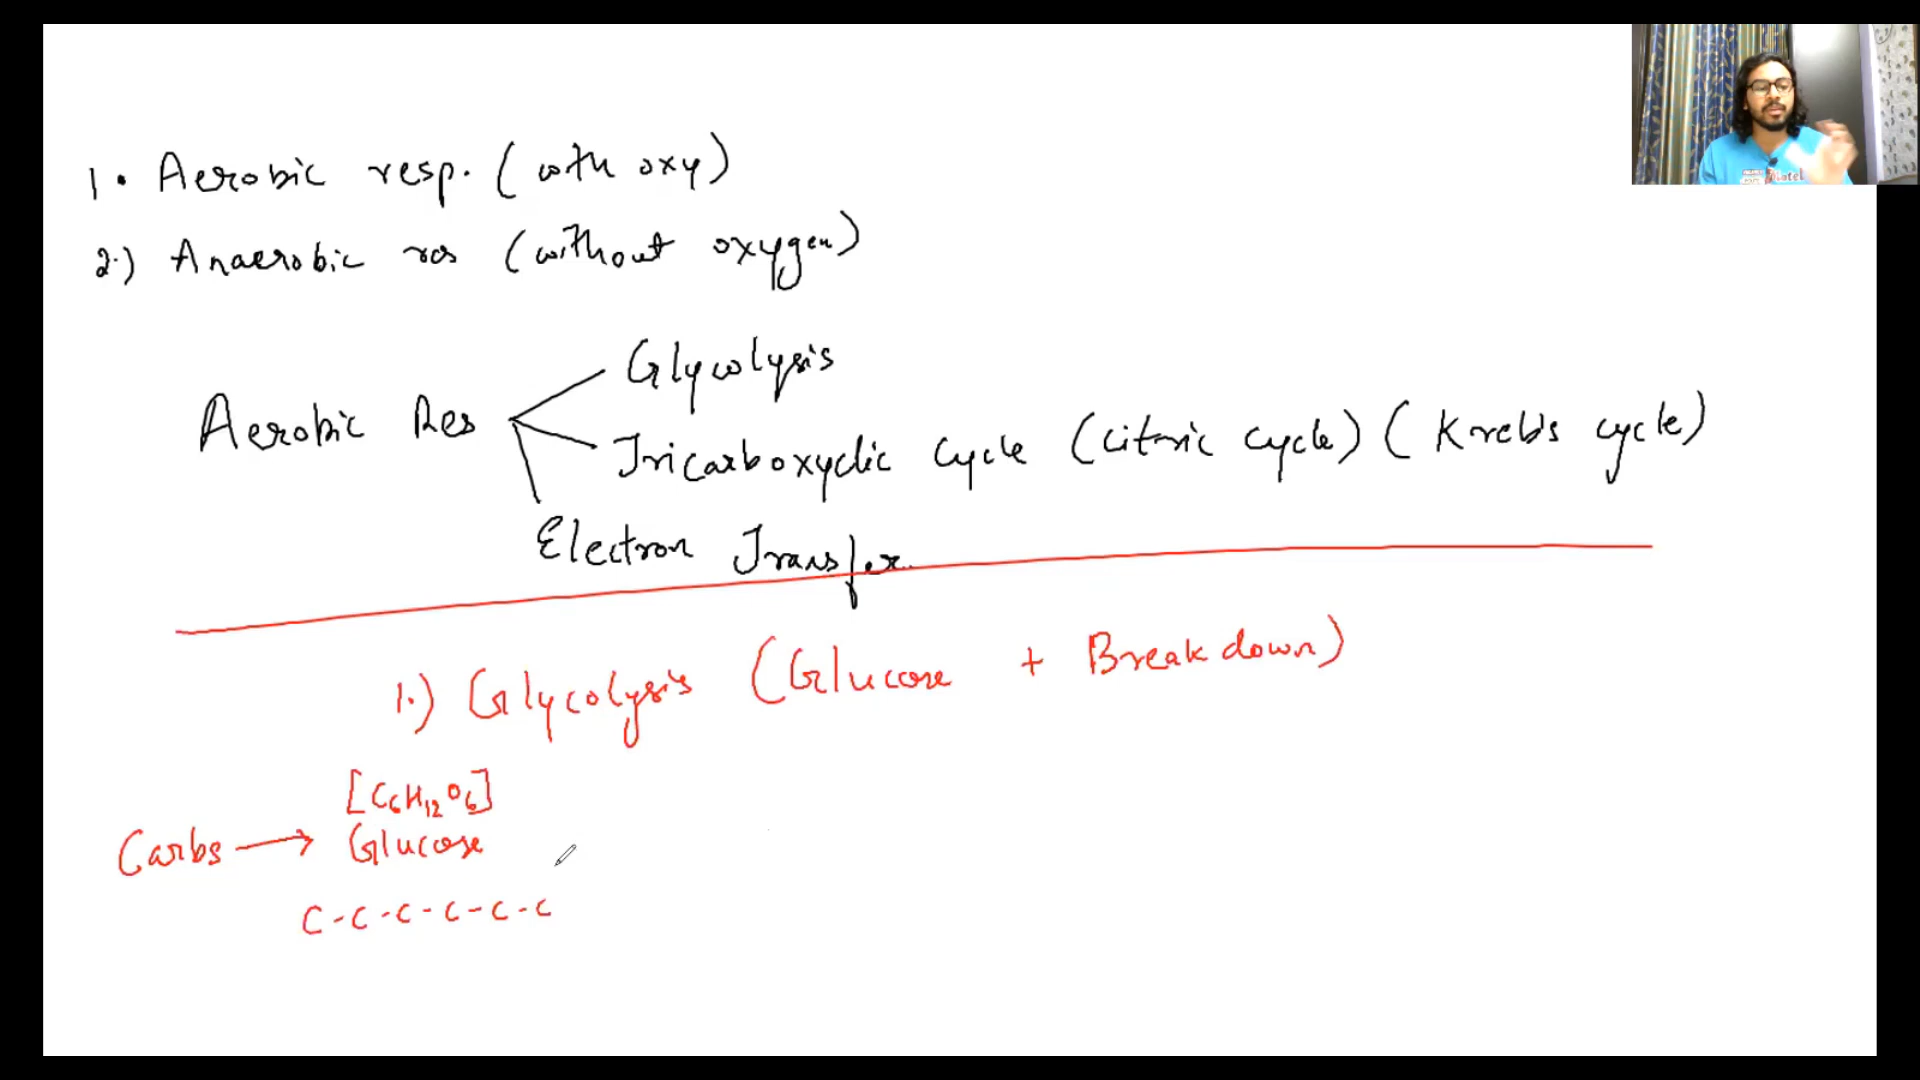 1. Aerobic resp. (with oxy)
2.) Anaerobic res (without oxygen)
Glycolysis
Aerobic Res
Tricarboxyclic cycle (Citric cycle) (Kreb's cycle)
Electron Transfer
1.) Glycolysis (Glucose + Breakdown)
[C6H12O6]
Carbs → Glucose
C-C-C-C-C-C